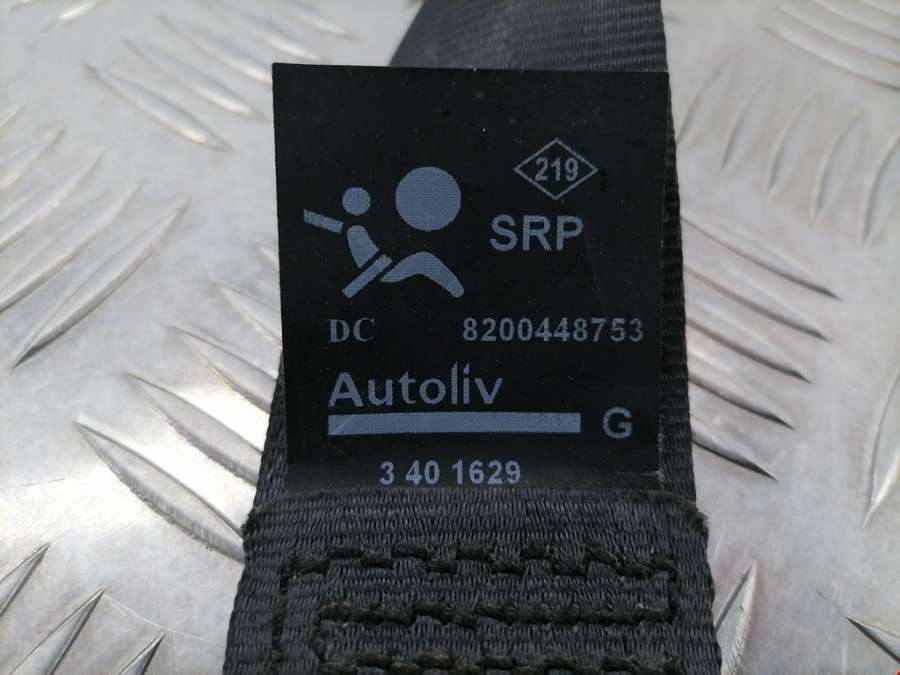 219
SRP
DC 8200448753
Autoliv
G
3 40 1629